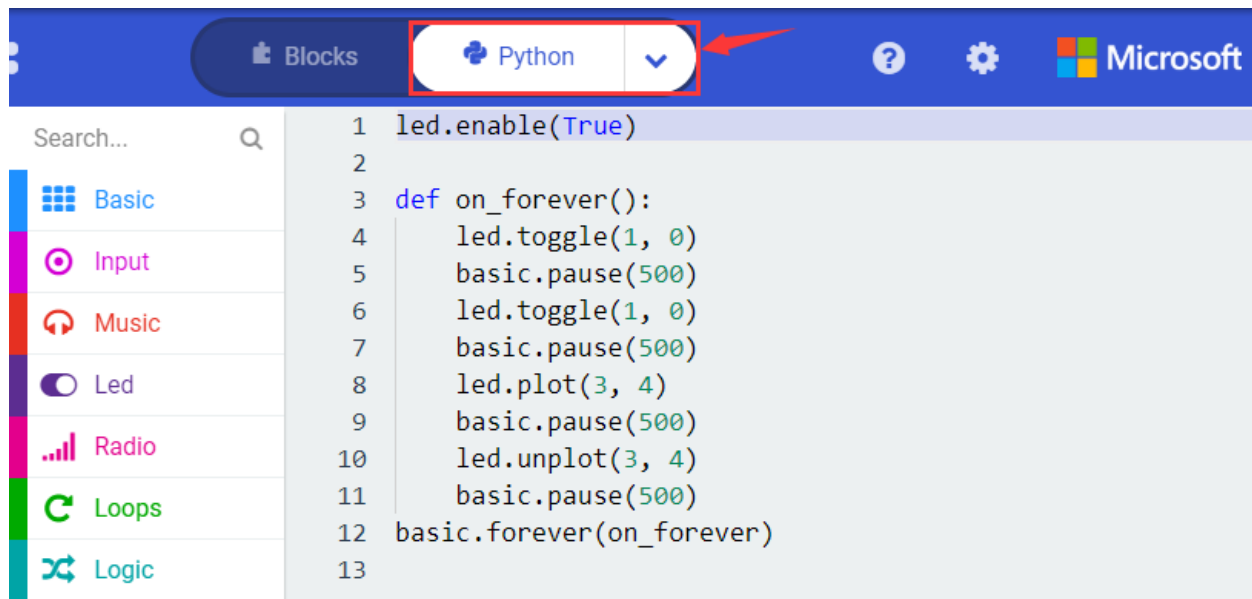 Blocks
Python
Microsoft
Search...
Basic
Input
Music
Led
Radio
Loops
Logic
1 led.enable(True)
2
3 def on_forever():
4     led.toggle(1, 0)
5     basic.pause(500)
6     led.toggle(1, 0)
7     basic.pause(500)
8     led.plot(3, 4)
9     basic.pause(500)
10     led.unplot(3, 4)
11     basic.pause(500)
12 basic.forever(on_forever)
13